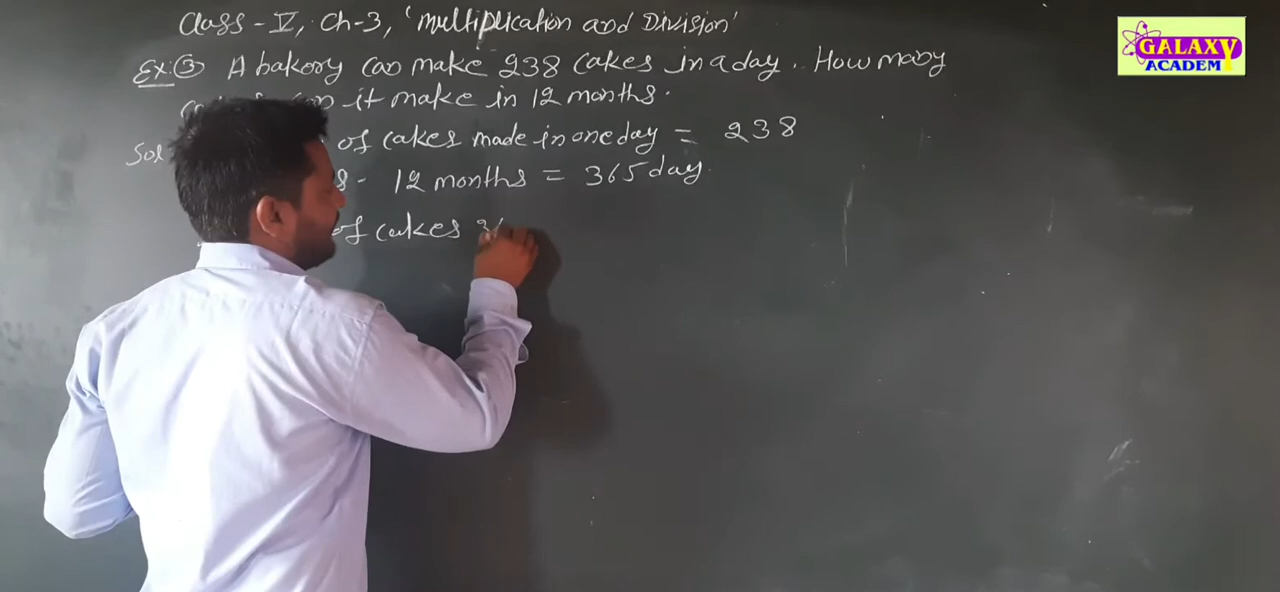 Class - V, Ch-3, 'Multiplication and Division'
Ex:③ A bakery can make 238 cakes in a day. How many
it make in 12 months.
Sol of cakes made in one day = 238
12 months = 365 day
of cakes
GALAXY
ACADEM